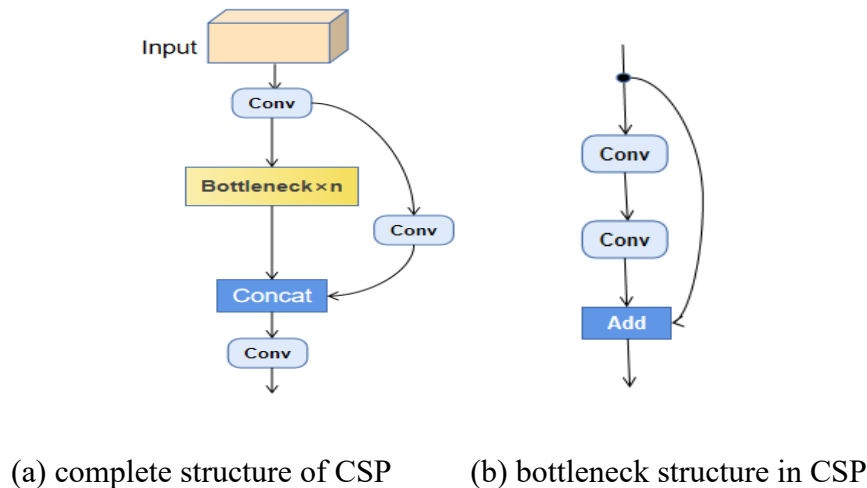 Input
Conv
Bottleneck×n
Conv
Concat
Conv
Conv
Conv
Add
(a) complete structure of CSP
(b) bottleneck structure in CSP